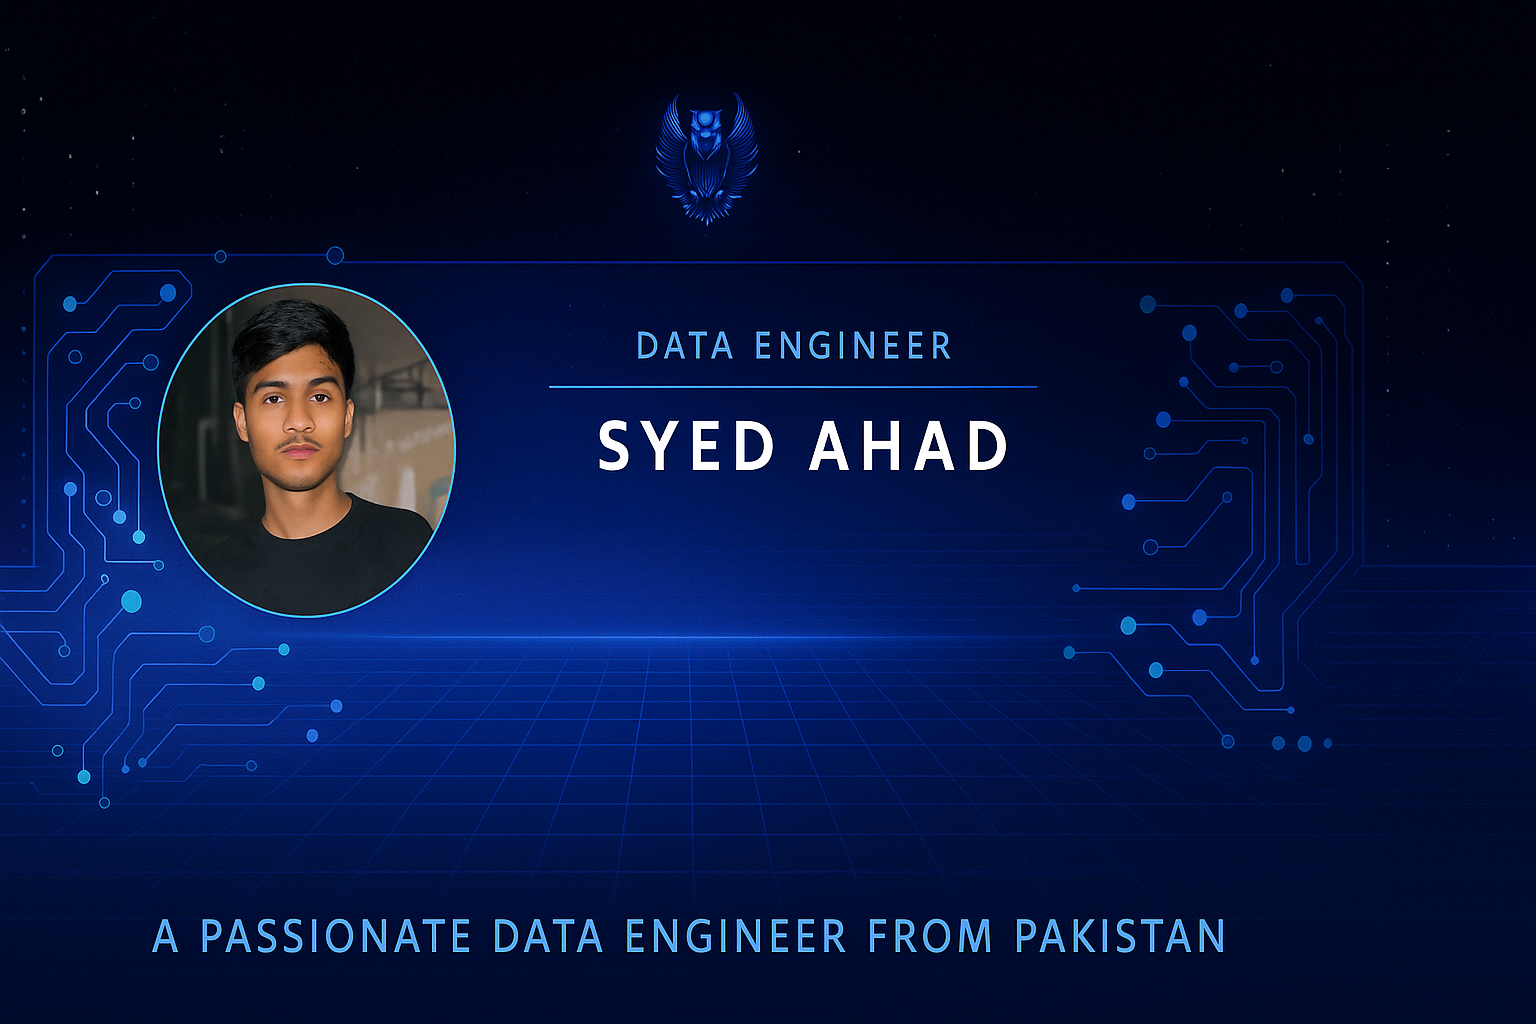 DATA ENGINEER
SYED AHAD
A PASSIONATE DATA ENGINEER FROM PAKISTAN